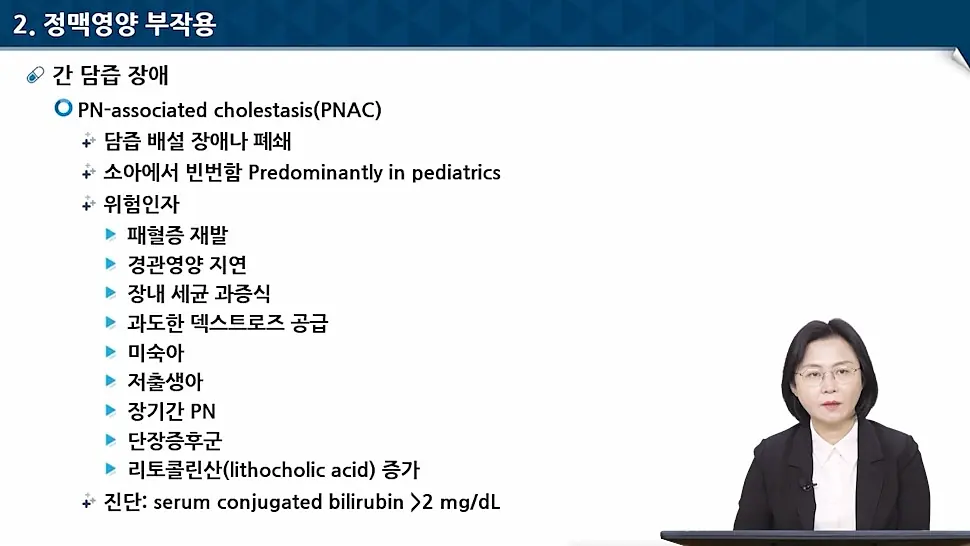 2. 정맥영양 부작용
간 담즙 장애
PN-associated cholestasis(PNAC)
담즙 배설 장애나 폐쇄
소아에서 빈번함 Predominantly in pediatrics
위험인자
패혈증 재발
경관영양 지연
장내 세균 과증식
과도한 덱스트로즈 공급
미숙아
저출생아
장기간 PN
단장증후군
리토콜린산(lithocholic acid) 증가
진단: serum conjugated bilirubin >2 mg/dL